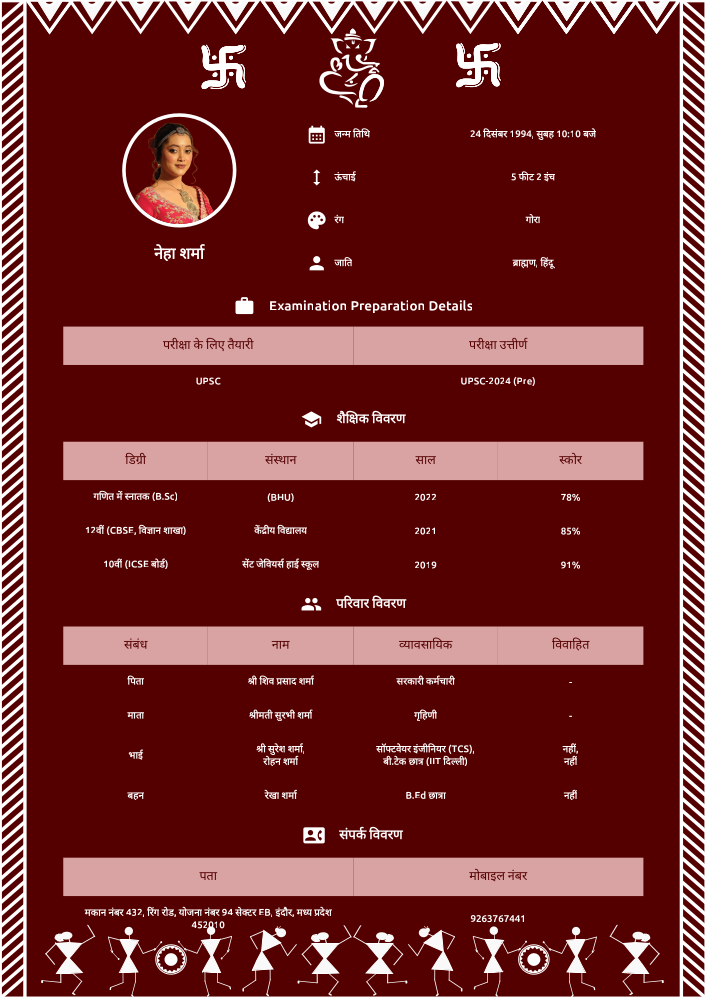 जन्म तिथि 24 दिसंबर 1994, सुबह 10:10 बजे
ऊंचाई 5 फीट 2 इंच
रंग गोरा
जाति ब्राह्मण, हिंदू
नेहा शर्मा
Examination Preparation Details
परीक्षा के लिए तैयारी परीक्षा उत्तीर्ण
UPSC UPSC-2024 (Pre)
शैक्षिक विवरण
डिग्री संस्थान साल स्कोर
गणित में स्नातक (B.Sc) (BHU) 2022 78%
12वीं (CBSE, विज्ञान शाखा) केंद्रीय विद्यालय 2021 85%
10वीं (ICSE बोर्ड) सेंट जेवियर्स हाई स्कूल 2019 91%
परिवार विवरण
संबंध नाम व्यावसायिक विवाहित
पिता श्री शिव प्रसाद शर्मा सरकारी कर्मचारी -
माता श्रीमती सुरभी शर्मा गृहिणी -
भाई श्री सुरेश शर्मा, रोहन शर्मा सॉफ्टवेयर इंजीनियर (TCS), बी.टेक छात्र (IIT दिल्ली) नहीं, नहीं
बहन रेखा शर्मा B.Ed छात्रा नहीं
संपर्क विवरण
पता मोबाइल नंबर
मकान नंबर 432, रिंग रोड, योजना नंबर 94 सेक्टर EB, इंदौर, मध्य प्रदेश
452010
9263767441